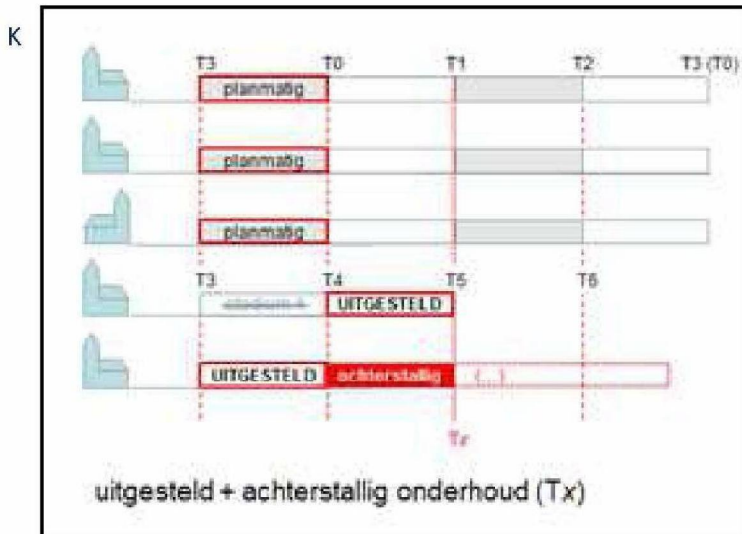 K
T3 T0 T1 T2 T3 (T0)
planmatig
planmatig
planmatig
T3 T4 T5 T6
UITGESTELD
UITGESTELD achterstallig (...)
Tx
uitgesteld + achterstallig onderhoud (Tx)